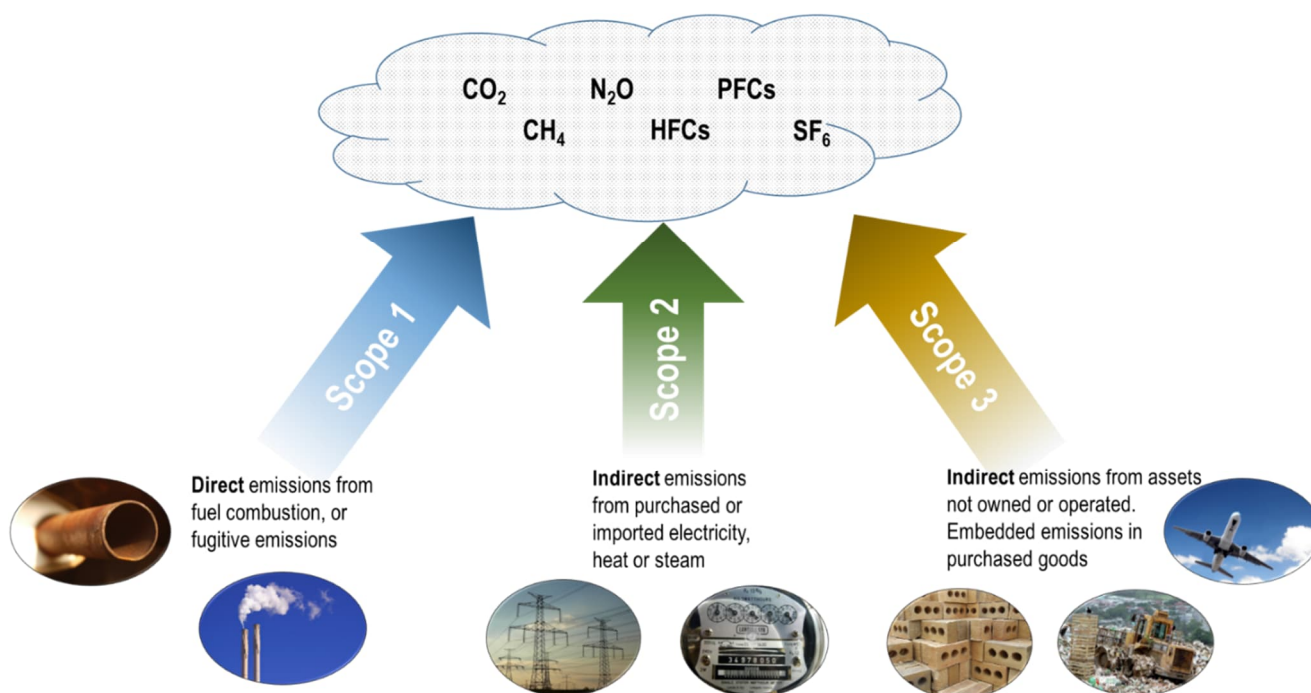 CO₂ N₂O PFCs
CH₄ HFCs SF₆
Scope 1
Scope 2
Scope 3
Direct emissions from
fuel combustion, or
fugitive emissions
Indirect emissions
from purchased or
imported electricity,
heat or steam
Indirect emissions from assets
not owned or operated.
Embedded emissions in
purchased goods